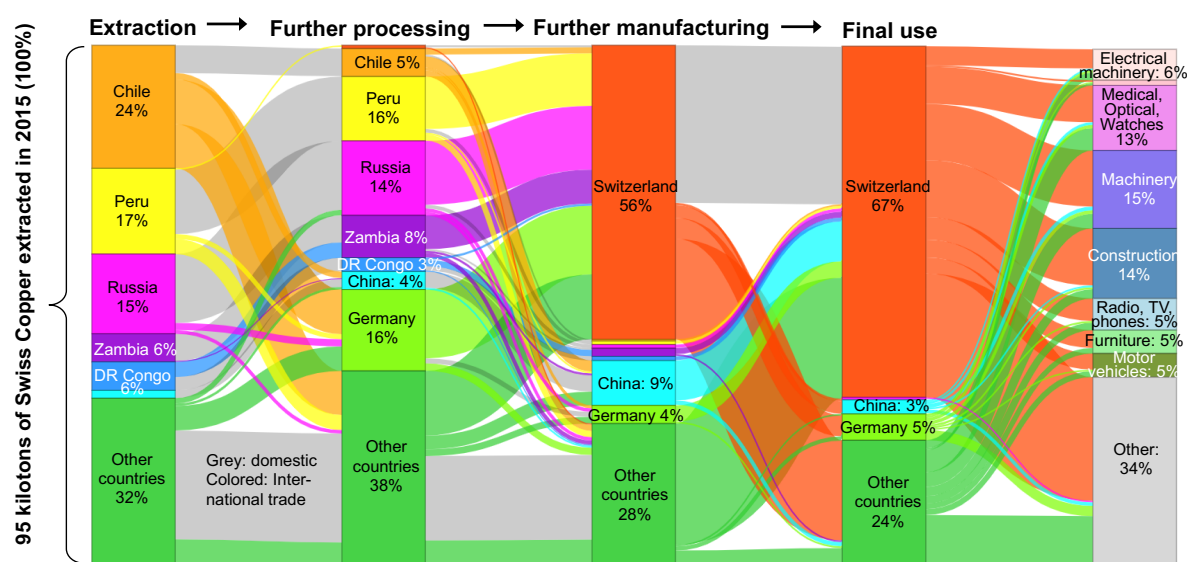 Extraction → Further processing → Further manufacturing → Final use
95 kilotons of Swiss Copper extracted in 2015 (100%)
Chile
24%
Peru
17%
Russia
15%
Zambia 6%
DR Congo
6%
Other
countries
32%
Grey: domestic
Colored: Inter-
national trade
Chile 5%
Peru
16%
Russia
14%
Zambia 8%
DR Congo 3%
China: 4%
Germany
16%
Other
countries
38%
Switzerland
56%
China: 9%
Germany 4%
Other
countries
28%
Switzerland
67%
China: 3%
Germany 5%
Other
countries
24%
Electrical
machinery: 6%
Medical,
Optical,
Watches
13%
Machinery
15%
Construction
14%
Radio, TV,
phones: 5%
Furniture: 5%
Motor
vehicles: 5%
Other:
34%